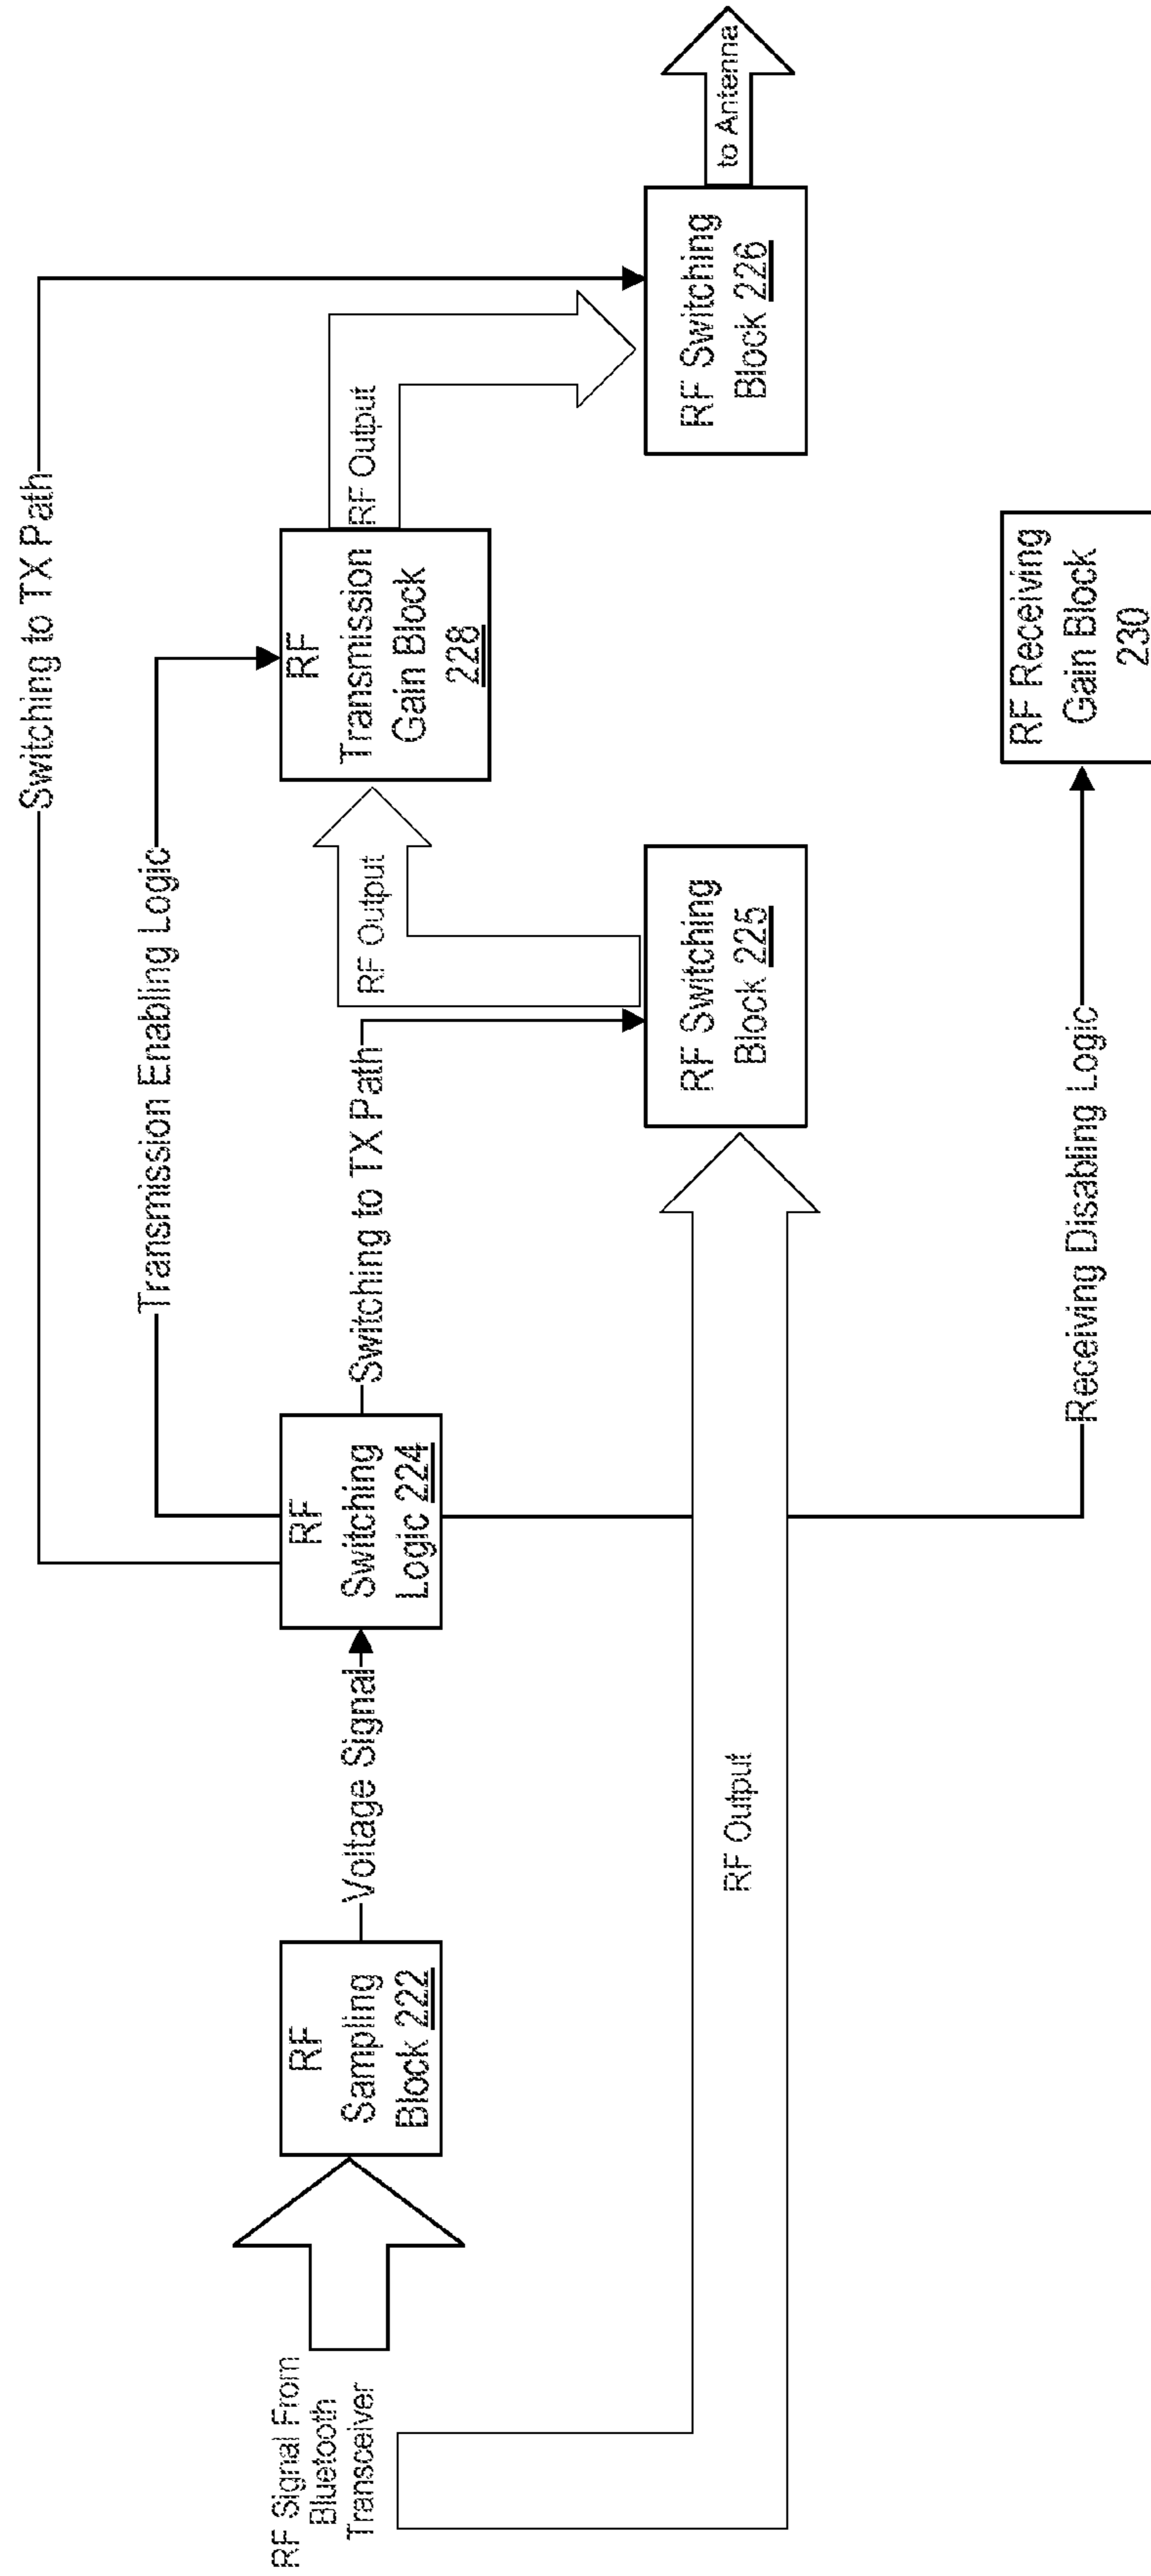 Switching to TX Path
Transmission Enabling Logic
RF Signal From
Bluetooth
Transceiver
RF
Sampling
Block 222
Voltage Signal
RF
Switching
Logic 224
Switching to TX Path
RF Output
RF
Transmission
Gain Block
228
RF Output
RF Output
RF Switching
Block 225
RF Switching
Block 226
to Antenna
Receiving Disabling Logic
RF Receiving
Gain Block
230